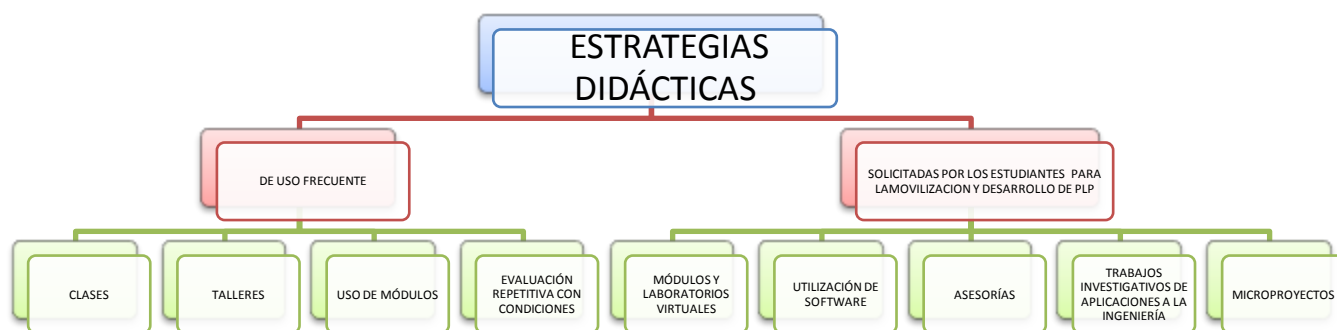 ESTRATEGIAS
DIDÁCTICAS
DE USO FRECUENTE
SOLICITADAS POR LOS ESTUDIANTES PARA
LAMOVILIZACION Y DESARROLLO DE PLP
CLASES
TALLERES
USO DE MÓDULOS
EVALUACIÓN
REPETITIVA CON
CONDICIONES
MÓDULOS Y
LABORATORIOS
VIRTUALES
UTILIZACIÓN DE
SOFTWARE
ASESORÍAS
TRABAJOS
INVESTIGATIVOS DE
APLICACIONES A LA
INGENIERÍA
MICROPROYECTOS